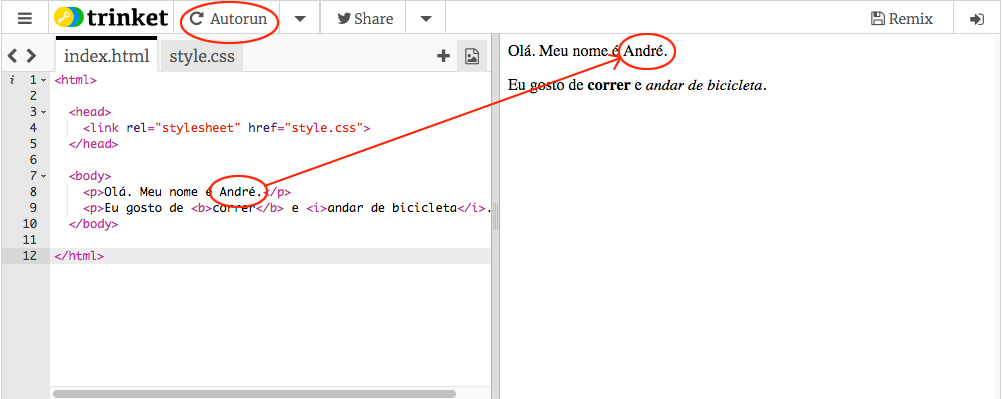 trinket Autorun Share Remix
index.html style.css
i 1 <html>
2
3 <head>
4 <link rel="stylesheet" href="style.css">
5 </head>
6
7 <body>
8 <p>Olá. Meu nome é André.</p>
9 <p>Eu gosto de <b>correr</b> e <i>andar de bicicleta</i>.
10 </body>
11
12 </html>
Olá. Meu nome é André.
Eu gosto de correr e andar de bicicleta.